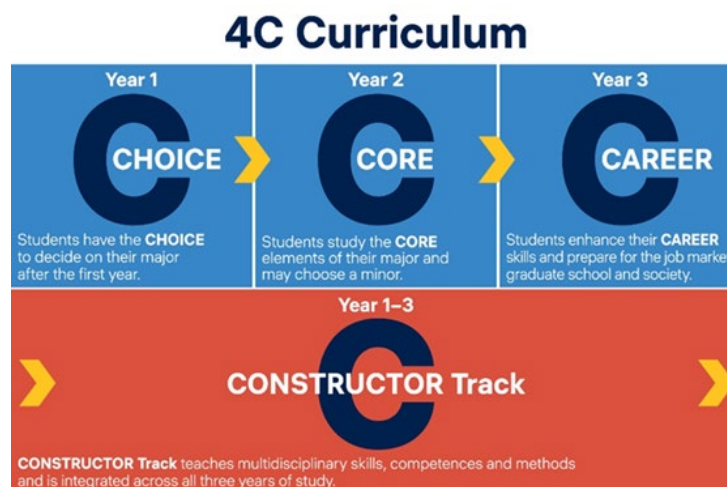 4C Curriculum
Year 1
CHOICE
Students have the CHOICE
to decide on their major
after the first year.
Year 2
CORE
Students study the CORE
elements of their major and
may choose a minor.
Year 3
CAREER
Students enhance their CAREER
skills and prepare for the job marke
graduate school and society.
Year 1–3
CONSTRUCTOR Track
CONSTRUCTOR Track teaches multidisciplinary skills, competences and methods
and is integrated across all three years of study.